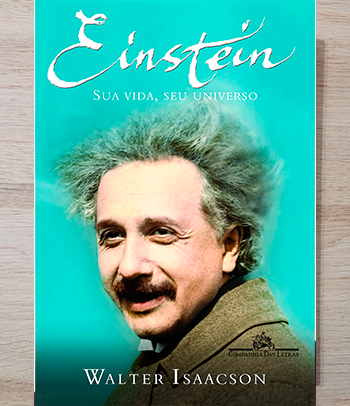 Einstein
SUA VIDA, SEU UNIVERSO
COMPANHIA DAS LETRAS
WALTER ISAACSON